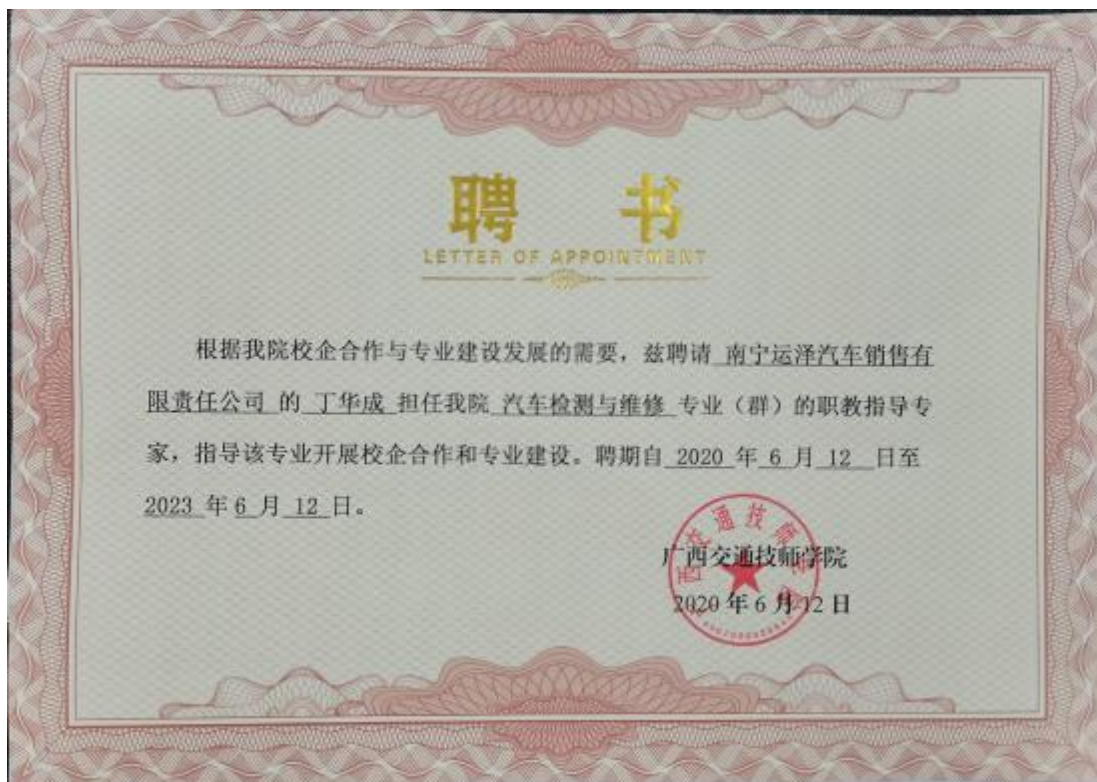 聘 书
LETTER OF APPOINTMENT
根据我院校企合作与专业建设发展的需要，兹聘请 南宁运泽汽车销售有
限责任公司 的 丁华成 担任我院 汽车检测与维修 专业（群）的职教指导专
家，指导该专业开展校企合作和专业建设。聘期自 2020 年 6 月 12 日至
2023 年 6 月 12 日。
广西交通技师学院
2020 年 6 月 12 日